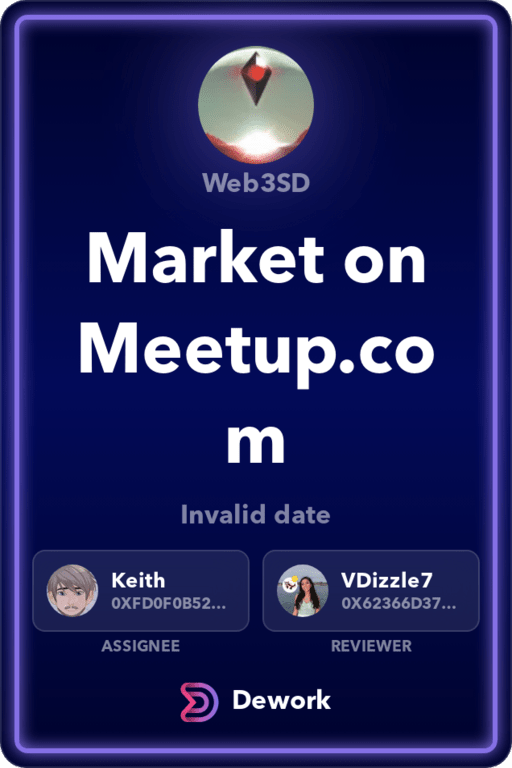 Web3SD
Market on
Meetup.co
m
Invalid date
Keith
0XFD0F0B52...
VDizzle7
0X62366D37...
ASSIGNEE
REVIEWER
Dework